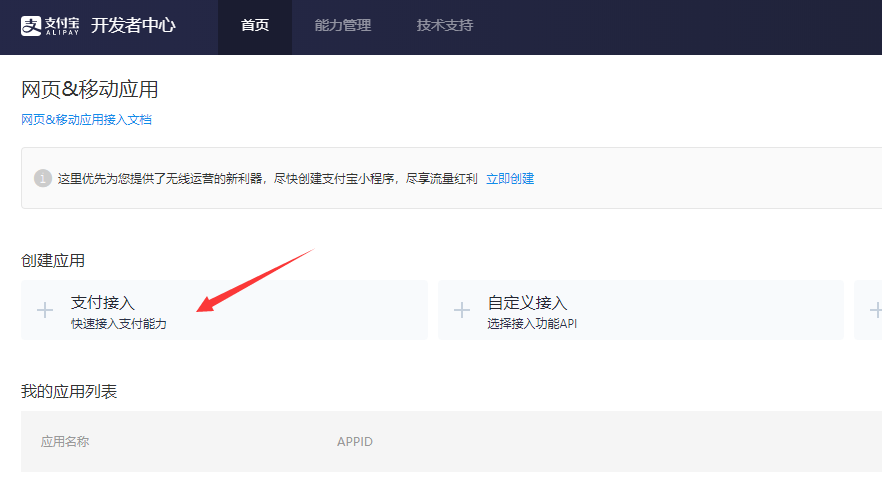 支 支付宝 ALIPAY 开发者中心 首页 能力管理 技术支持
网页&移动应用
网页&移动应用接入文档
1 这里优先为您提供了无线运营的新利器，尽快创建支付宝小程序，尽享流量红利 立即创建
创建应用
支付接入
快速接入支付能力
自定义接入
选择接入功能API
我的应用列表
应用名称 APPID